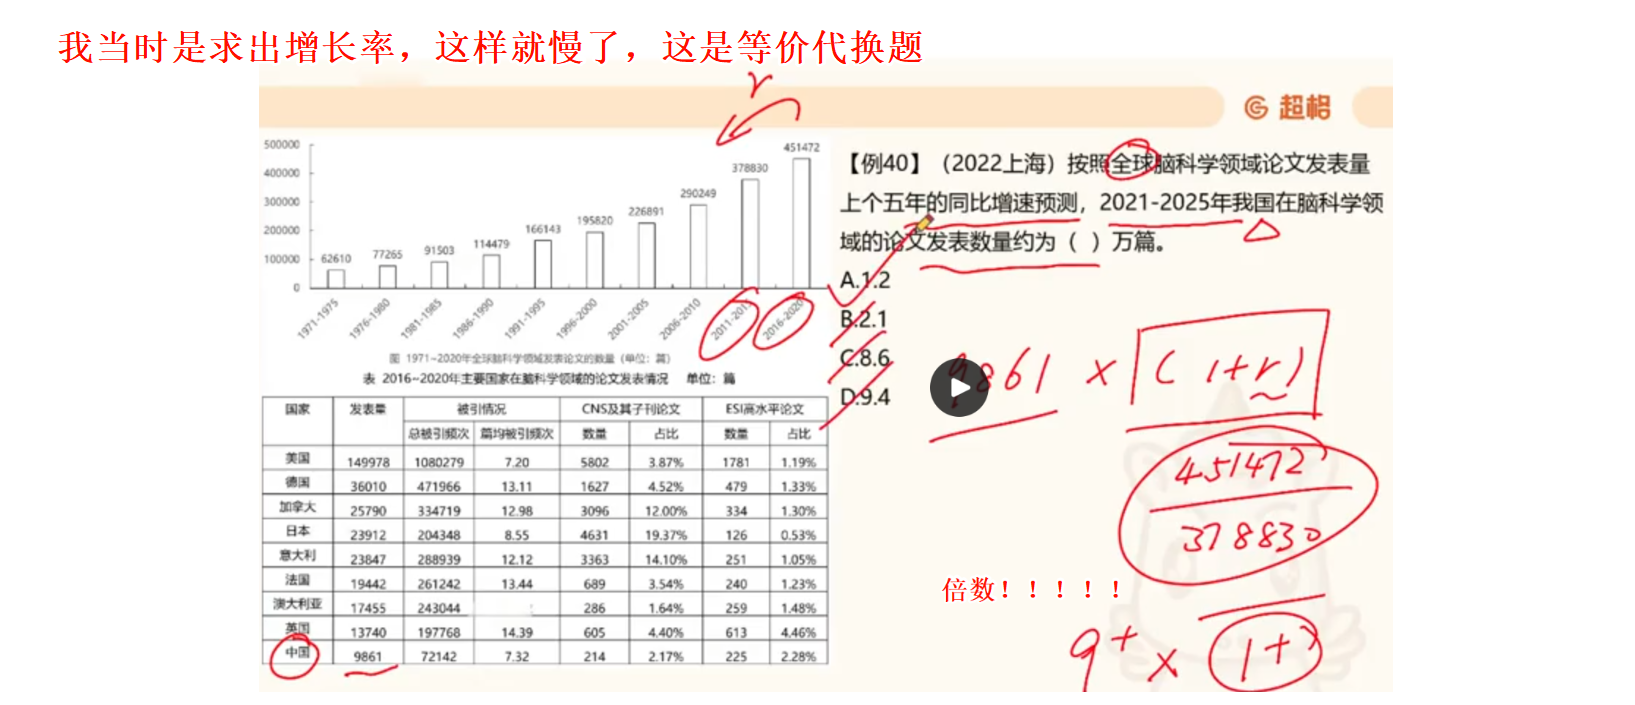 我当时是求出增长率，这样就慢了，这是等价代换题
r
超格
500000
400000
300000
200000
100000
0
62610
77265
91503
114479
166143
195820
226891
290249
378830
451472
1971-1975
1976-1980
1981-1985
1986-1990
1991-1995
1996-2000
2001-2005
2006-2010
2011-2015
2016-2020
图 1971~2020年全球脑科学领域发表论文的数量（单位：篇）
表 2016~2020年主要国家在脑科学领域的论文发表情况 单位：篇
国家 发表量 被引情况 CNS及其子刊论文 ESI高水平论文
总被引频次 篇均被引频次 数量 占比 数量 占比
美国 149978 1080279 7.20 5802 3.87% 1781 1.19%
德国 36010 471966 13.11 1627 4.52% 479 1.33%
加拿大 25790 334719 12.98 3096 12.00% 334 1.30%
日本 23912 204348 8.55 4631 19.37% 126 0.53%
意大利 23847 288939 12.12 3363 14.10% 251 1.05%
法国 19442 261242 13.44 689 3.54% 240 1.23%
澳大利亚 17455 243044 286 1.64% 259 1.48%
英国 13740 197768 14.39 605 4.40% 613 4.46%
中国 9861 72142 7.32 214 2.17% 225 2.28%
【例40】（2022上海）按照全球脑科学领域论文发表量
上个五年的同比增速预测，2021-2025年我国在脑科学领
域的论文发表数量约为（ ）万篇。
A.1.2
B.2.1
C.8.6
D.9.4
9861 × (1+r)
451472
378830
倍数！！！！！
9+ × 1+